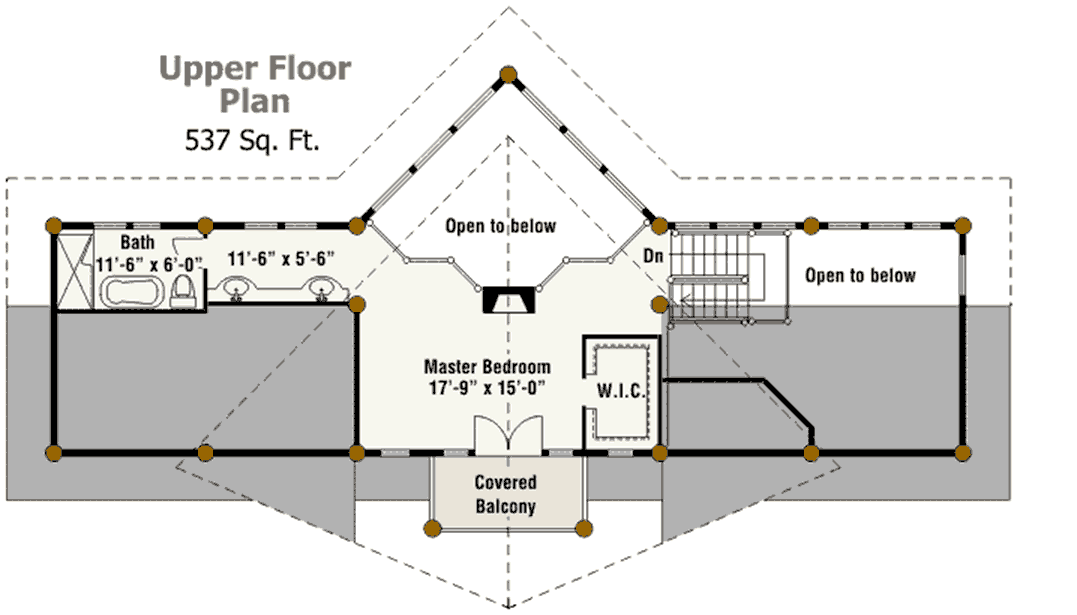 Upper Floor
Plan
537 Sq. Ft.
Open to below
Bath
11'-6" x 6'-0"
11'-6" x 5'-6"
Dn
Open to below
Master Bedroom
17'-9" x 15'-0"
W.I.C.
Covered
Balcony